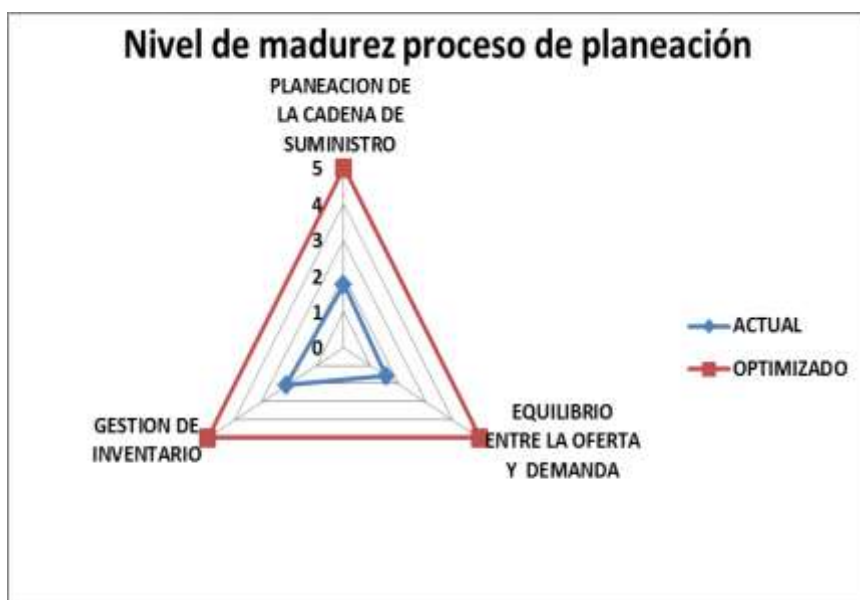 Nivel de madurez proceso de planeación
PLANEACION DE
LA CADENA DE
SUMINISTRO
5
4
3
2
1
0
ACTUAL
OPTIMIZADO
GESTION DE
INVENTARIO
EQUILIBRIO
ENTRE LA OFERTA
Y DEMANDA